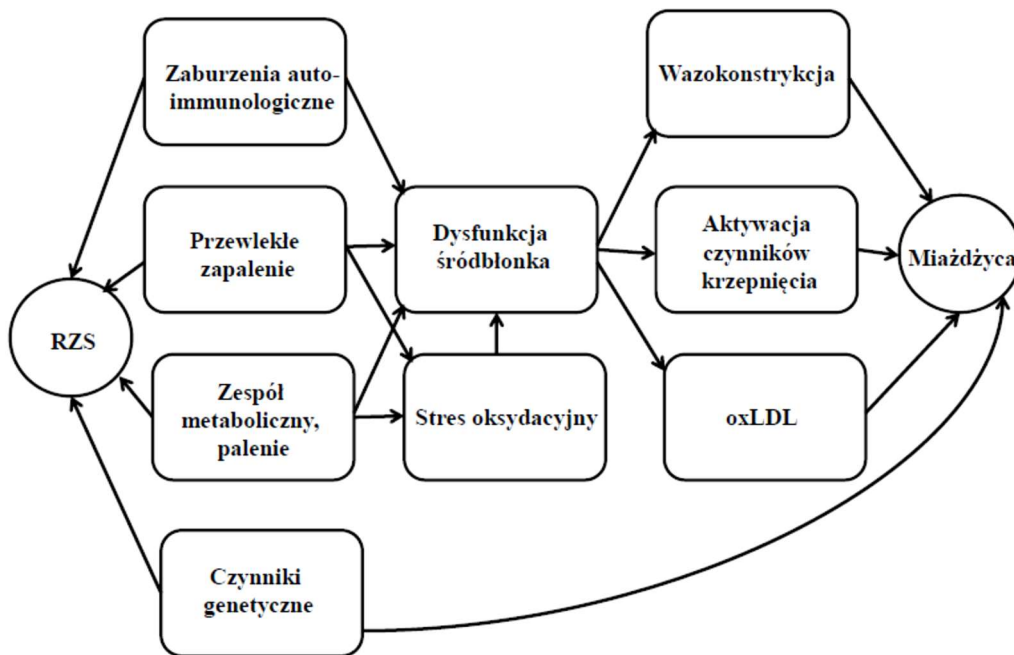 Zaburzenia auto-
immunologiczne
Wazokonstrykcja
Przewlekłe
zapalenie
Dysfunkcja
śródbłonka
Aktywacja
czynników
krzepnięcia
Miażdżyca
RZS
Zespół
metaboliczny,
palenie
Stres oksydacyjny
oxLDL
Czynniki
genetyczne